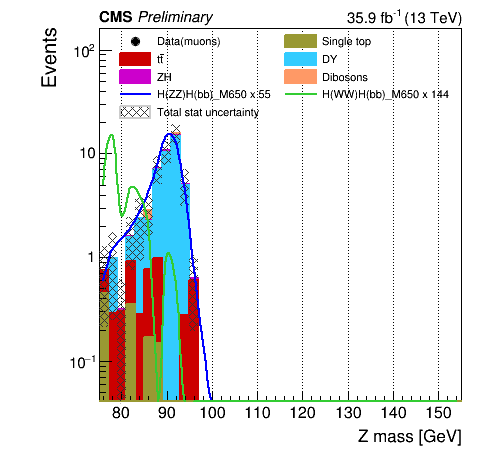 CMS Preliminary 35.9 fb⁻¹ (13 TeV)
Events
Data(muons) Single top
tt̄ DY
ZH Dibosons
H(ZZ)H(bb)_M650 x 55 H(WW)H(bb)_M650 x 144
Total stat uncertainty
10²
10
1
10⁻¹
80 90 100 110 120 130 140 150
Z mass [GeV]